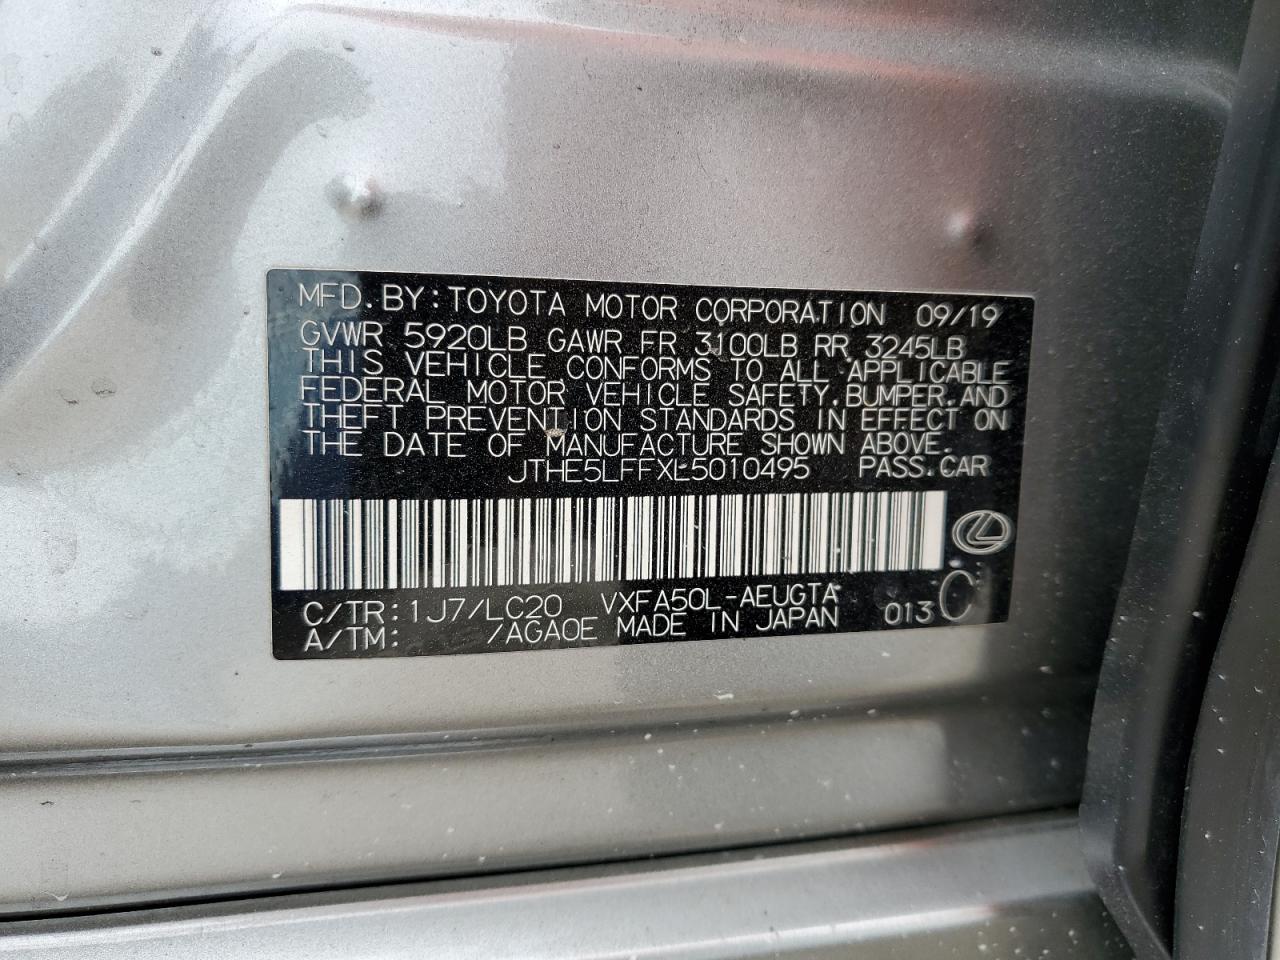 MFD. BY: TOYOTA MOTOR CORPORATION 09/19
GVWR 5920LB GAWR FR 3100LB RR 3245LB
THIS VEHICLE CONFORMS TO ALL APPLICABLE
FEDERAL MOTOR VEHICLE SAFETY, BUMPER, AND
THEFT PREVENTION STANDARDS IN EFFECT ON
THE DATE OF MANUFACTURE SHOWN ABOVE.
JTHE5LFFXL5010495 PASS. CAR
C/TR: 1J7/LC20 VXFA50L-AEUGTA
A/TM: /AGA0E MADE IN JAPAN 013 C